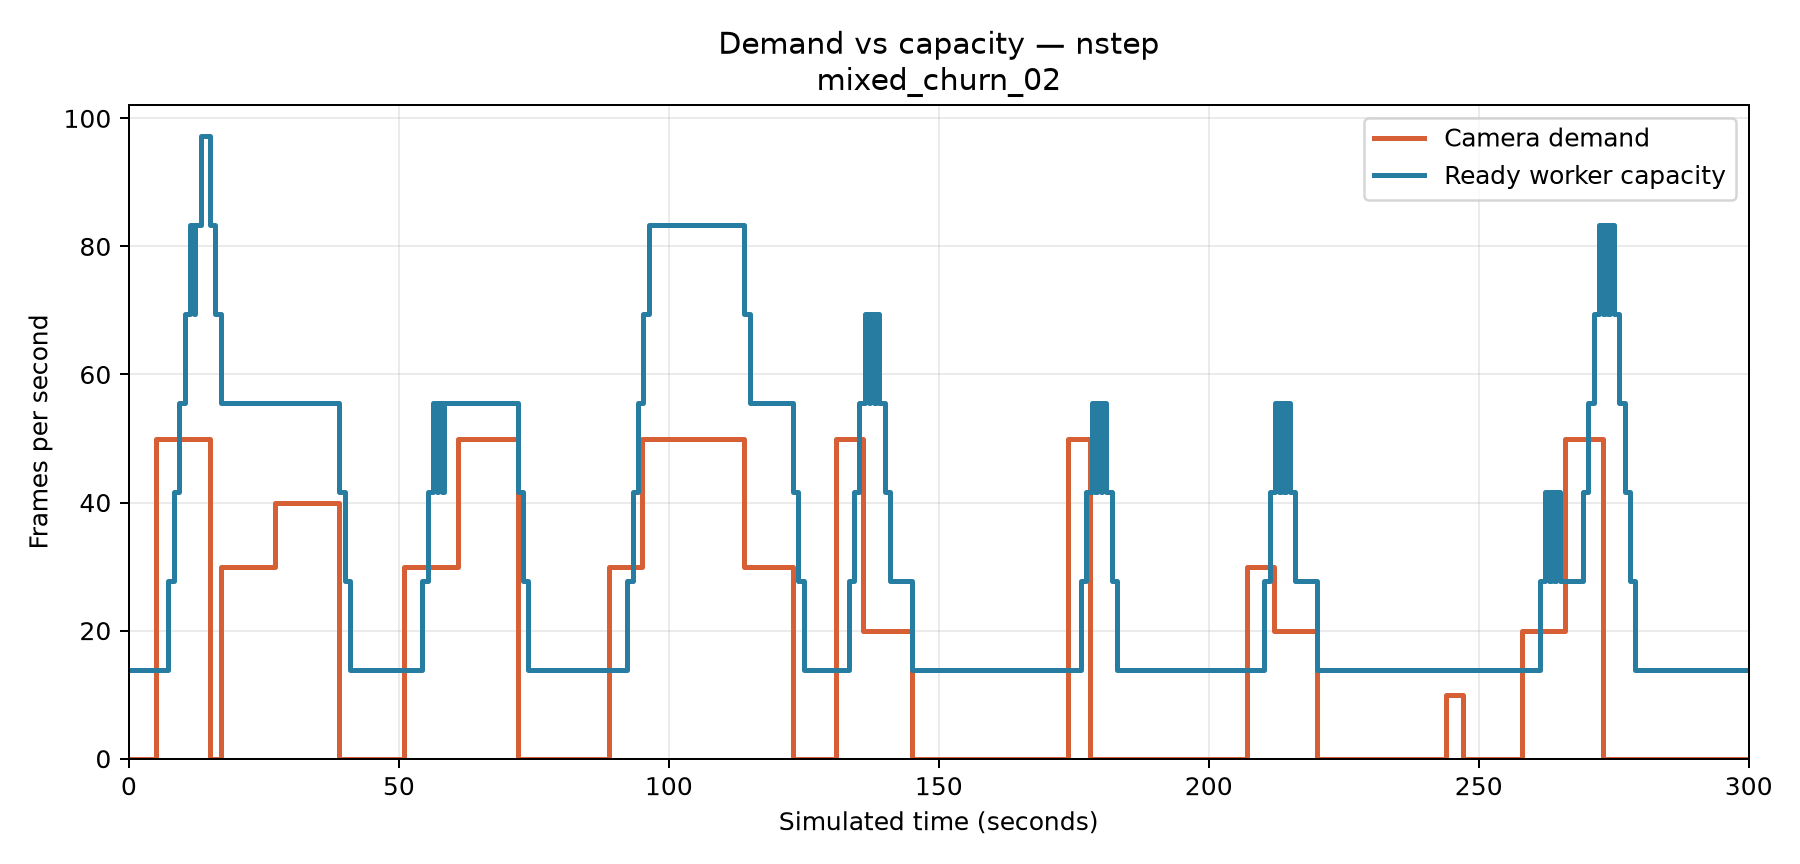 Demand vs capacity — nstep
mixed_churn_02
Camera demand
Ready worker capacity
Frames per second
100
80
60
40
20
0
0 50 100 150 200 250 300
Simulated time (seconds)